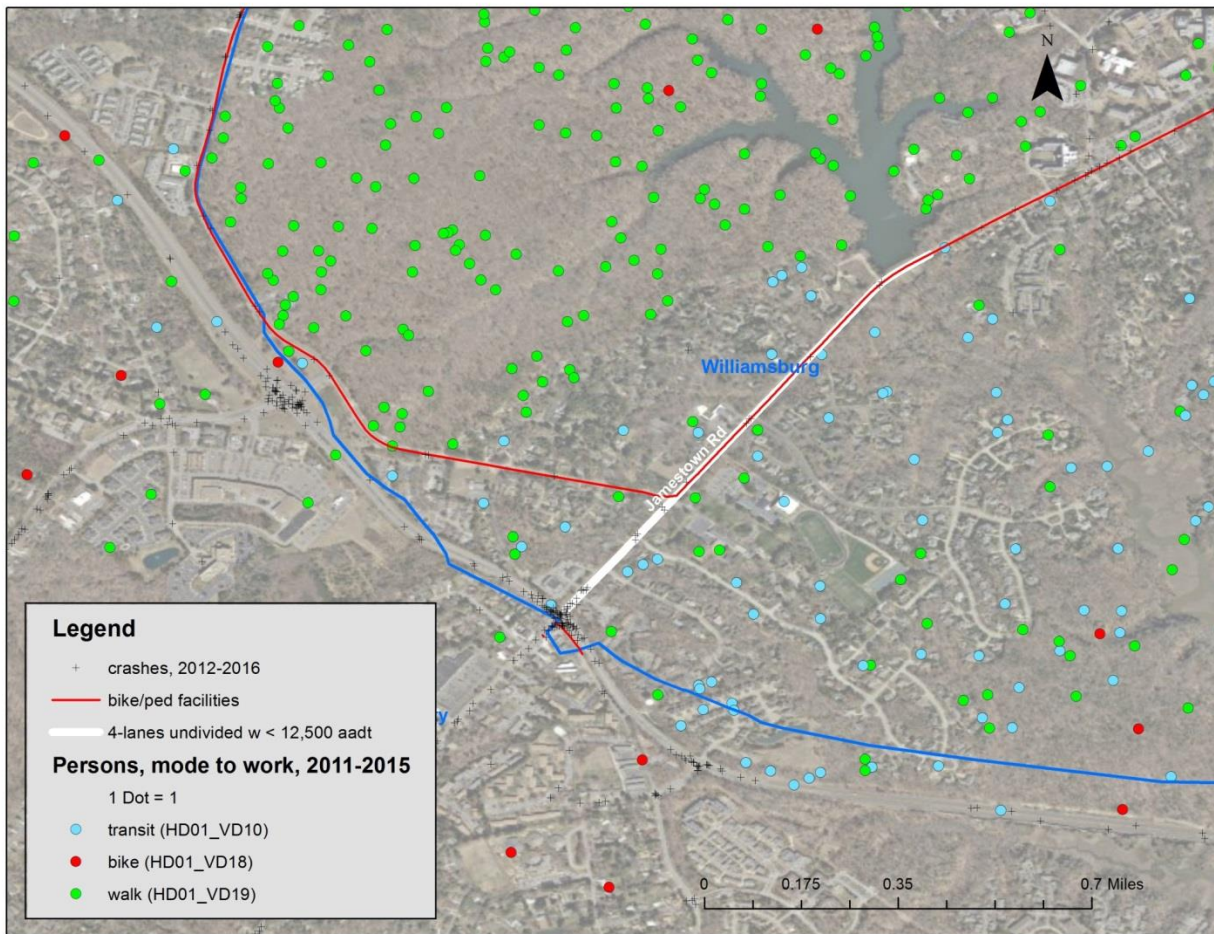 N
Williamsburg
Jamestown Rd
Legend
crashes, 2012-2016
bike/ped facilities
4-lanes undivided w < 12,500 aadt
Persons, mode to work, 2011-2015
1 Dot = 1
transit (HD01_VD10)
bike (HD01_VD18)
walk (HD01_VD19)
0 0.175 0.35 0.7 Miles